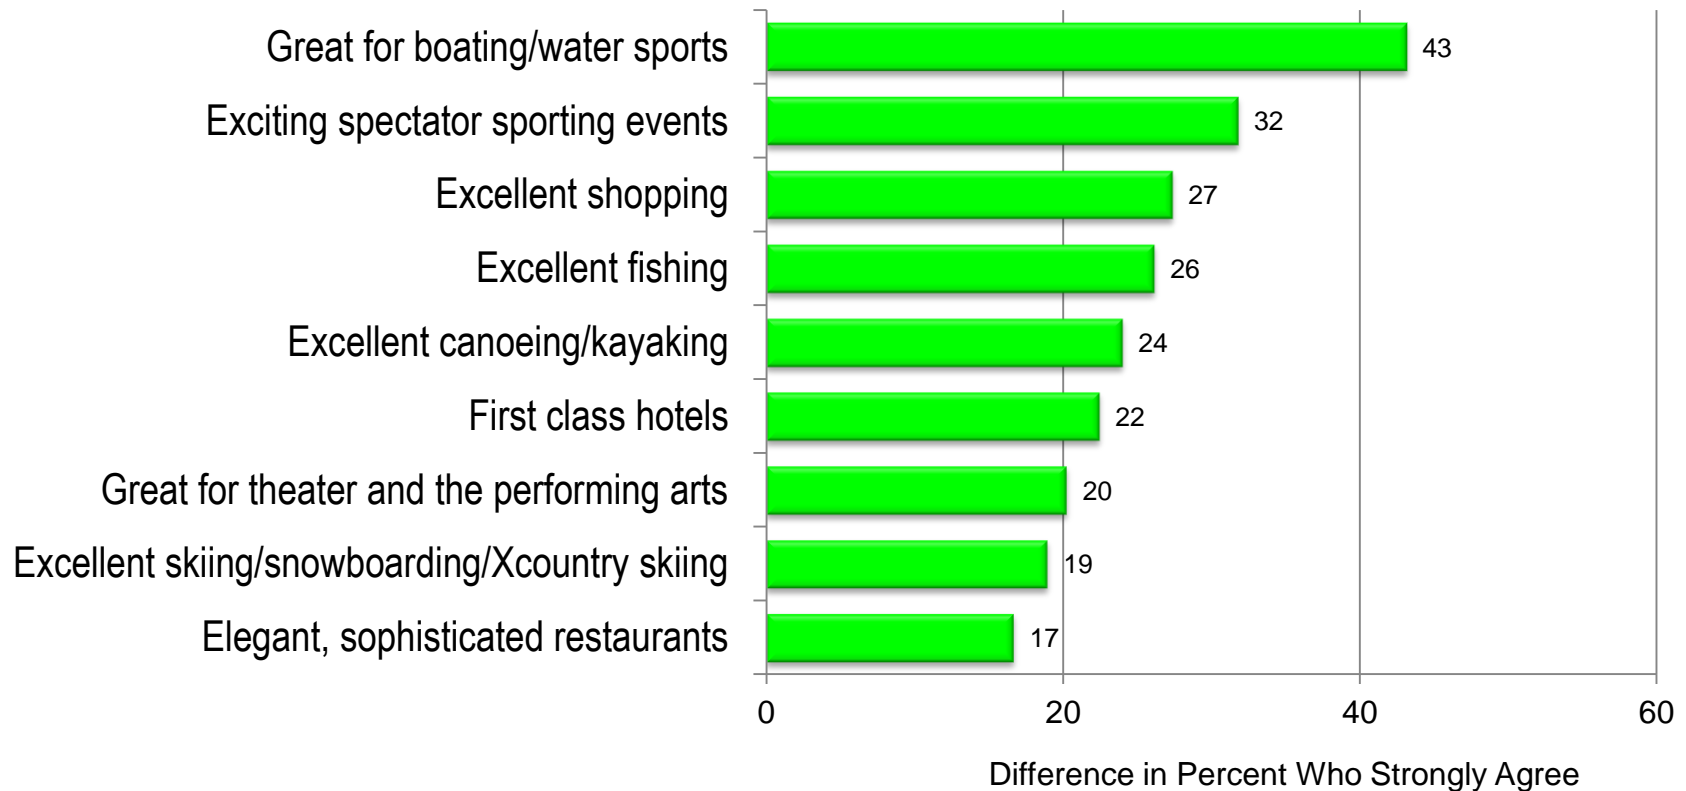 Great for boating/water sports 43
Exciting spectator sporting events 32
Excellent shopping 27
Excellent fishing 26
Excellent canoeing/kayaking 24
First class hotels 22
Great for theater and the performing arts 20
Excellent skiing/snowboarding/Xcountry skiing 19
Elegant, sophisticated restaurants 17
0 20 40 60
Difference in Percent Who Strongly Agree